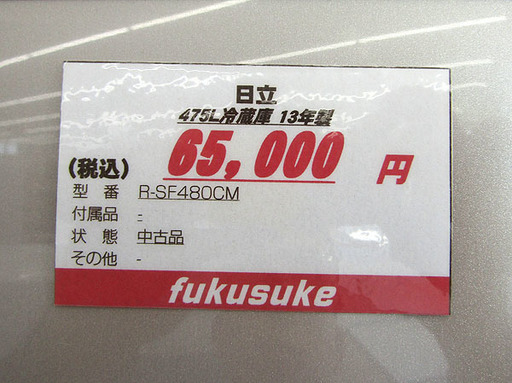 日立
475L冷蔵庫 13年製
(税込) 65,000 円
型 番 R-SF480CM
付属品 -
状 態 中古品
その他 -
fukusuke